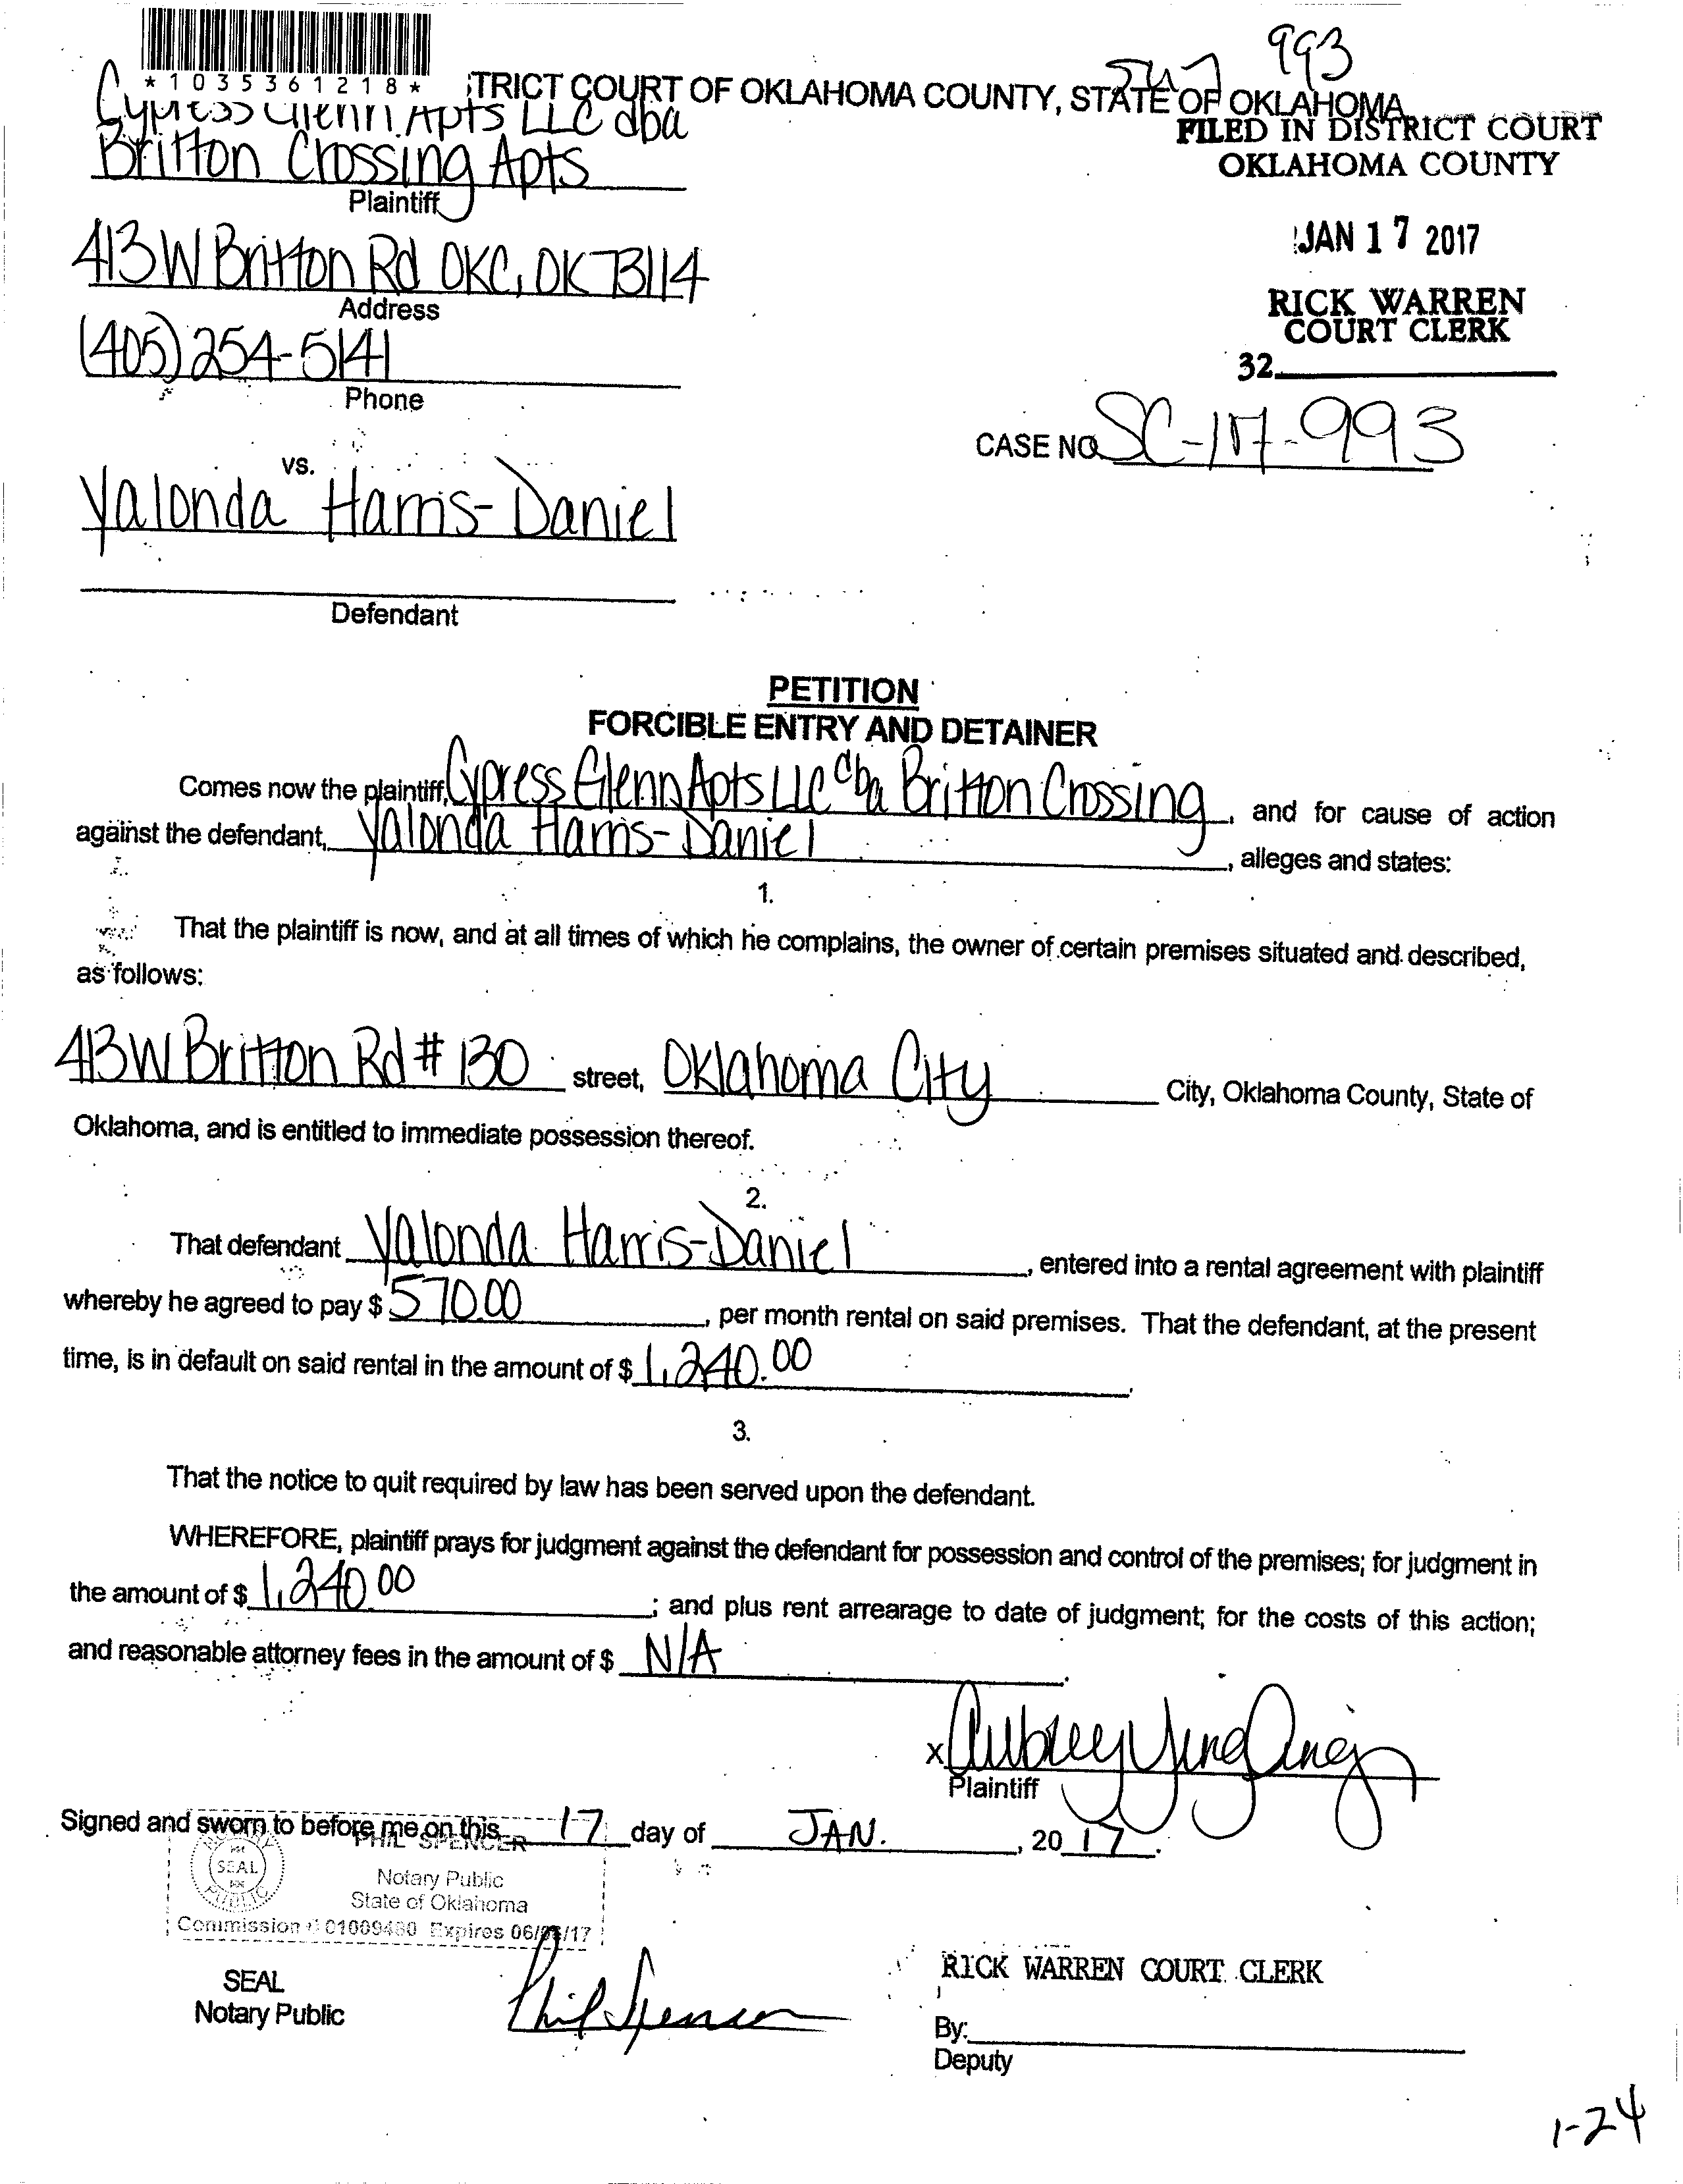 993
*1035361218*
TRICT COURT OF OKLAHOMA COUNTY, STATE OF OKLAHOMA
Cypress Glenn Apts LLC dba
FILED IN DISTRICT COURT
OKLAHOMA COUNTY
Britton Crossing Apts
Plaintiff
JAN 17 2017
413 W Britton Rd OKC, OK 73114
Address
RICK WARREN
COURT CLERK
(405) 254-5141
32
Phone
CASE NO. SC-17-993
vs.
Yalonda Harris-Daniel
Defendant
PETITION
FORCIBLE ENTRY AND DETAINER
Comes now the plaintiff, Cypress Glenn Apts LLC dba Britton Crossing, and for cause of action
against the defendant, Yalonda Harris-Daniel, alleges and states:
1.
That the plaintiff is now, and at all times of which he complains, the owner of certain premises situated and described,
as follows:
413 W Britton Rd # 130 street, Oklahoma City City, Oklahoma County, State of
Oklahoma, and is entitled to immediate possession thereof.
2.
That defendant Yalonda Harris-Daniel, entered into a rental agreement with plaintiff
whereby he agreed to pay $ 570.00, per month rental on said premises. That the defendant, at the present
time, is in default on said rental in the amount of $ 1,240.00.
3.
That the notice to quit required by law has been served upon the defendant.
WHEREFORE, plaintiff prays for judgment against the defendant for possession and control of the premises; for judgment in
the amount of $ 1,240.00; and plus rent arrearage to date of judgment; for the costs of this action;
and reasonable attorney fees in the amount of $ N/A.
x Aubrey
Plaintiff
Signed and sworn to before me on this 17 day of JAN., 20 17.
PHIL SPENCER
SEAL
Notary Public
State of Oklahoma
Commission # 01009480 Expires 06/ /17
SEAL
Notary Public
Phil Spencer
RICK WARREN COURT CLERK
By:
Deputy
1-24